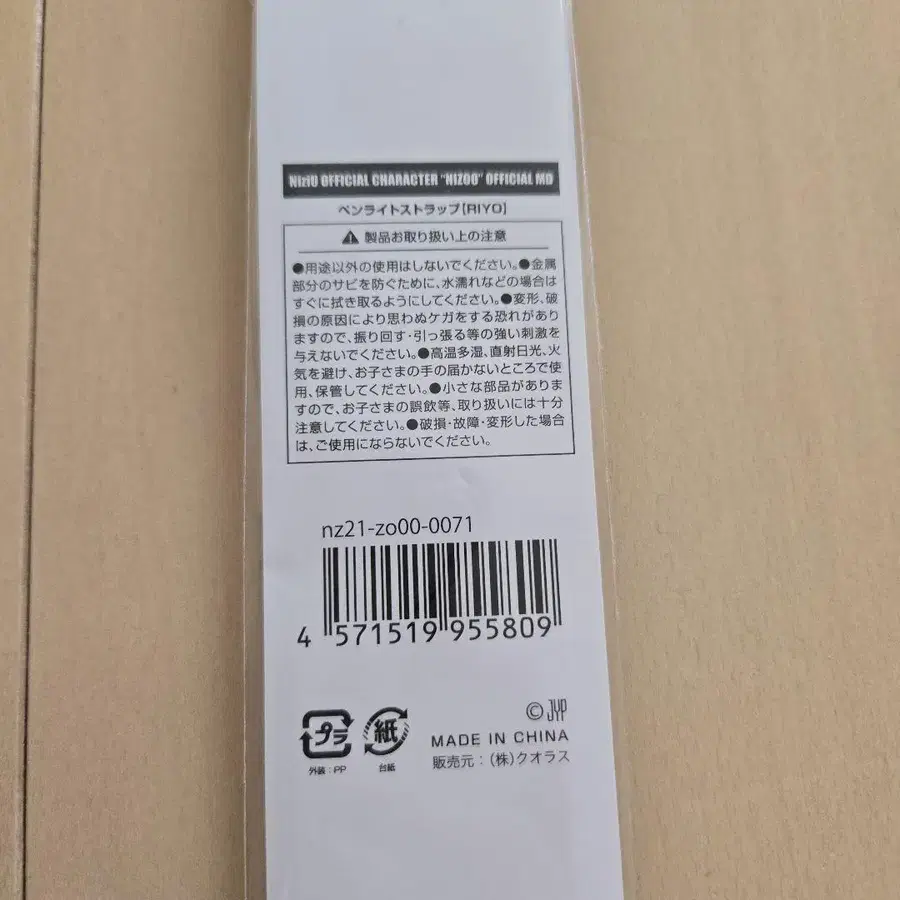 NiziU OFFICIAL CHARACTER "NIZOO" OFFICIAL MD
ペンライトストラップ[RIYO]
製品お取り扱い上の注意
●用途以外の使用はしないでください。●金属
部分のサビを防ぐために、水濡れなどの場合は
すぐに拭き取るようにしてください。●変形、破
損の原因により思わぬケガをする恐れがあり
ますので、振り回す・引っ張る等の強い刺激を
与えないでください。●高温多湿、直射日光、火
気を避け、お子さまの手の届かないところで使
用、保管してください。●小さな部品がありま
すので、お子さまの誤飲等、取り扱いには十分
注意してください。●破損・故障・変形した場合
は、ご使用にならないでください。
nz21-zo00-0071
4 571519 955809
プラ
紙
©JYP
外装:PP
台紙
MADE IN CHINA
販売元:(株)クオラス